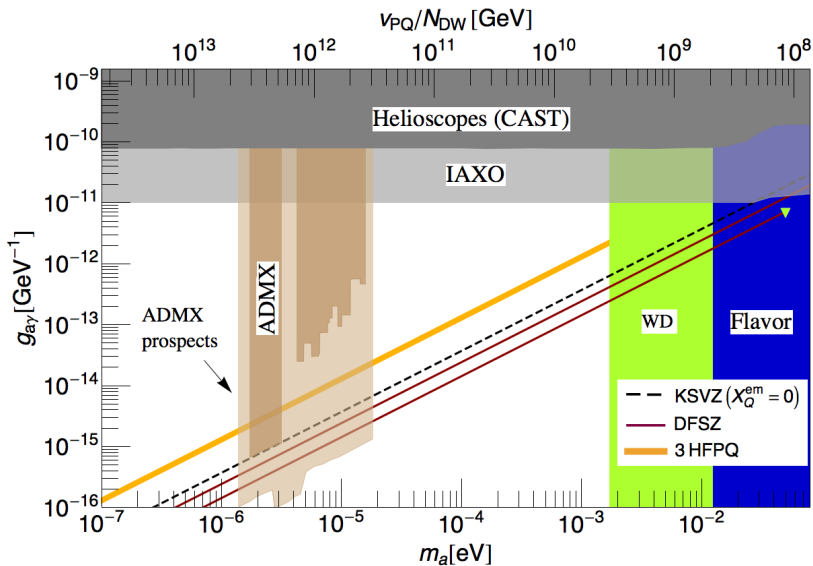 ν_PQ/N_DW [GeV]
10^13 10^12 10^11 10^10 10^9 10^8
10^-9
10^-10
10^-11
10^-12
10^-13
10^-14
10^-15
10^-16
g_aγ [GeV^-1]
Helioscopes (CAST)
IAXO
ADMX
ADMX
prospects
WD
Flavor
KSVZ (X_Q^em = 0)
DFSZ
3 HFPQ
10^-7 10^-6 10^-5 10^-4 10^-3 10^-2
m_a [eV]